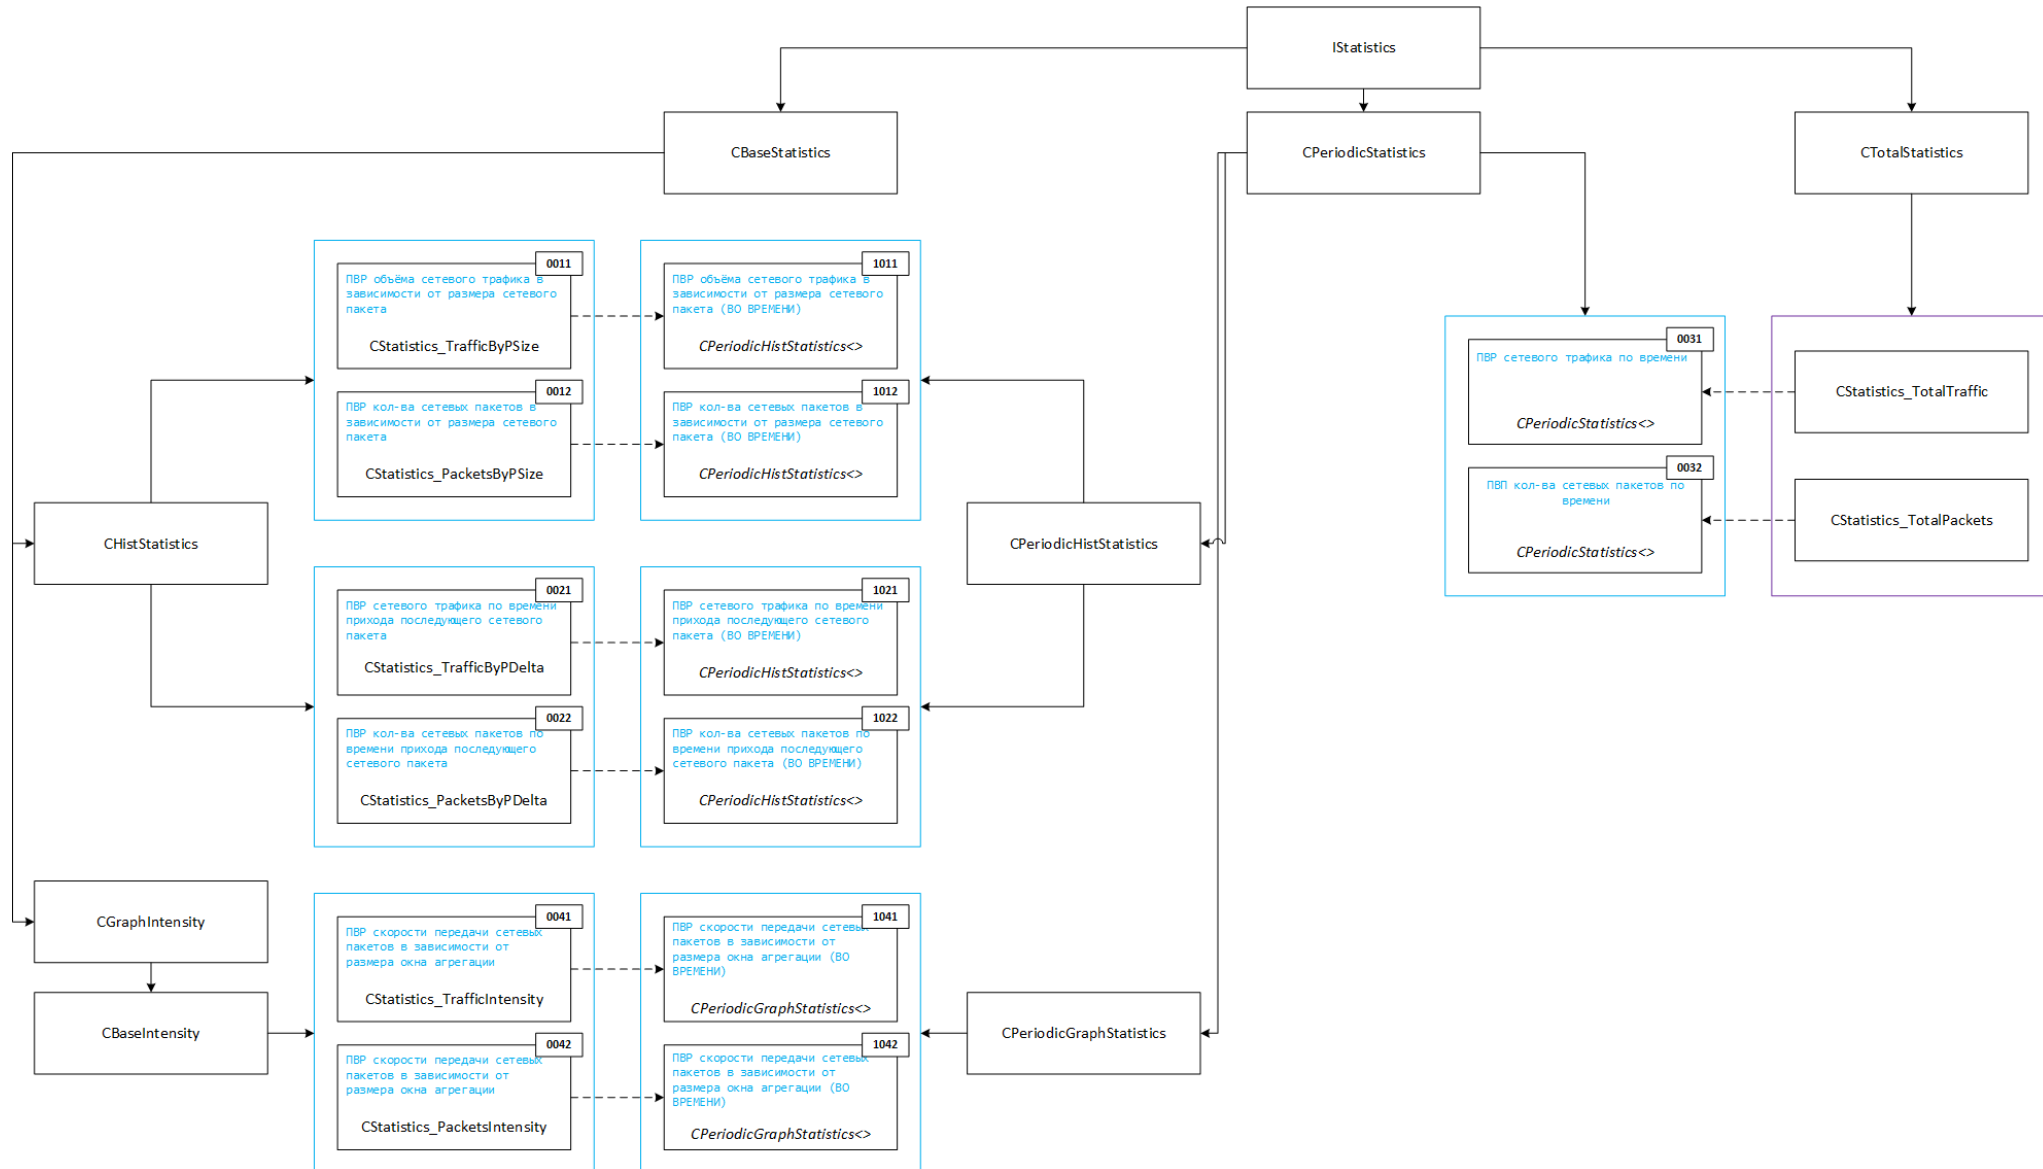 IStatistics
CBaseStatistics
CPeriodicStatistics
CTotalStatistics
0011
ПВР объёма сетевого трафика в
зависимости от размера сетевого
пакета
CStatistics_TrafficByPSize
1011
ПВР объёма сетевого трафика в
зависимости от размера сетевого
пакета (ВО ВРЕМЕНИ)
CPeriodicHistStatistics<>
0012
ПВР кол-ва сетевых пакетов в
зависимости от размера сетевого
пакета
CStatistics_PacketsByPSize
1012
ПВР кол-ва сетевых пакетов в
зависимости от размера сетевого
пакета (ВО ВРЕМЕНИ)
CPeriodicHistStatistics<>
0031
ПВР сетевого трафика по времени
CPeriodicStatistics<>
CStatistics_TotalTraffic
0032
ПВП кол-ва сетевых пакетов по
времени
CPeriodicStatistics<>
CStatistics_TotalPackets
CHistStatistics
CPeriodicHistStatistics
0021
ПВР сетевого трафика по времени
прихода последующего сетевого
пакета
CStatistics_TrafficByPDelta
1021
ПВР сетевого трафика по времени
прихода последующего сетевого
пакета (ВО ВРЕМЕНИ)
CPeriodicHistStatistics<>
0022
ПВР кол-ва сетевых пакетов по
времени прихода последующего
сетевого пакета
CStatistics_PacketsByPDelta
1022
ПВР кол-ва сетевых пакетов по
времени прихода последующего
сетевого пакета (ВО ВРЕМЕНИ)
CPeriodicHistStatistics<>
CGraphIntensity
CBaseIntensity
0041
ПВР скорости передачи сетевых
пакетов в зависимости от
размера окна агрегации
CStatistics_TrafficIntensity
1041
ПВР скорости передачи сетевых
пакетов в зависимости от
размера окна агрегации (ВО
ВРЕМЕНИ)
CPeriodicGraphStatistics<>
0042
ПВР скорости передачи сетевых
пакетов в зависимости от
размера окна агрегации
CStatistics_PacketsIntensity
1042
ПВР скорости передачи сетевых
пакетов в зависимости от
размера окна агрегации (ВО
ВРЕМЕНИ)
CPeriodicGraphStatistics<>
CPeriodicGraphStatistics